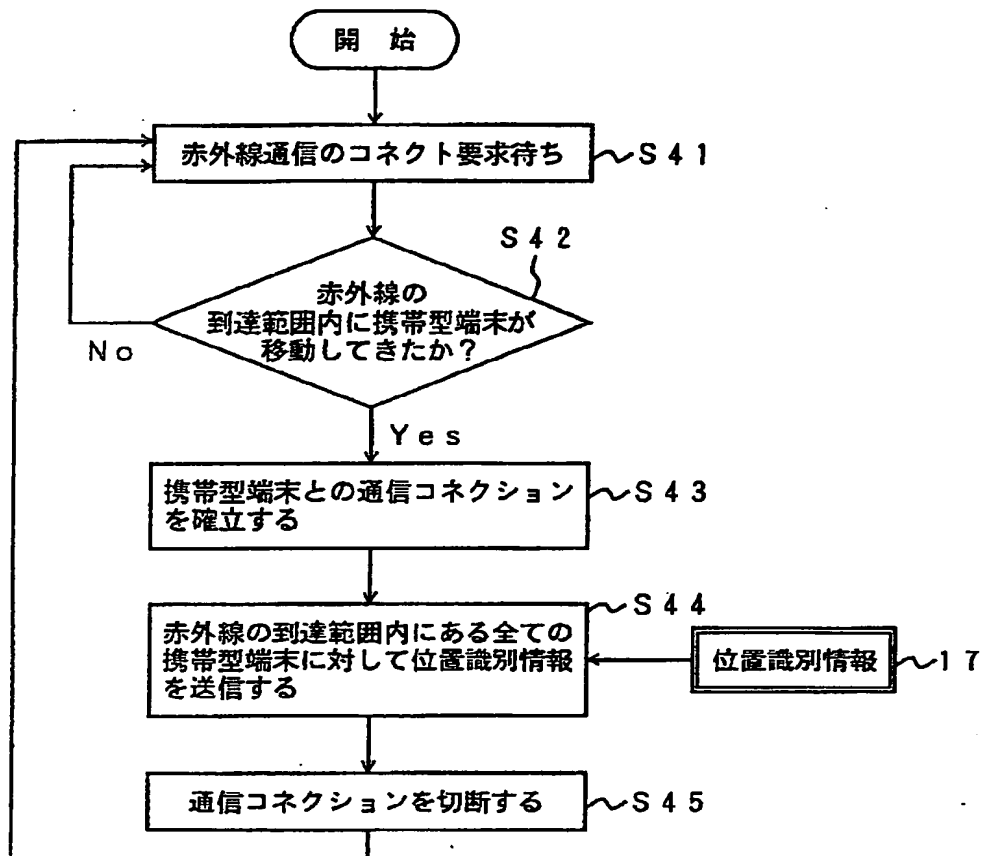 開 始
赤外線通信のコネクト要求待ち
S41
S42
赤外線の
到達範囲内に携帯型端末が
移動してきたか?
No
Yes
携帯型端末との通信コネクション
を確立する
S43
S44
赤外線の到達範囲内にある全ての
携帯型端末に対して位置識別情報
を送信する
位置識別情報
17
通信コネクションを切断する
S45